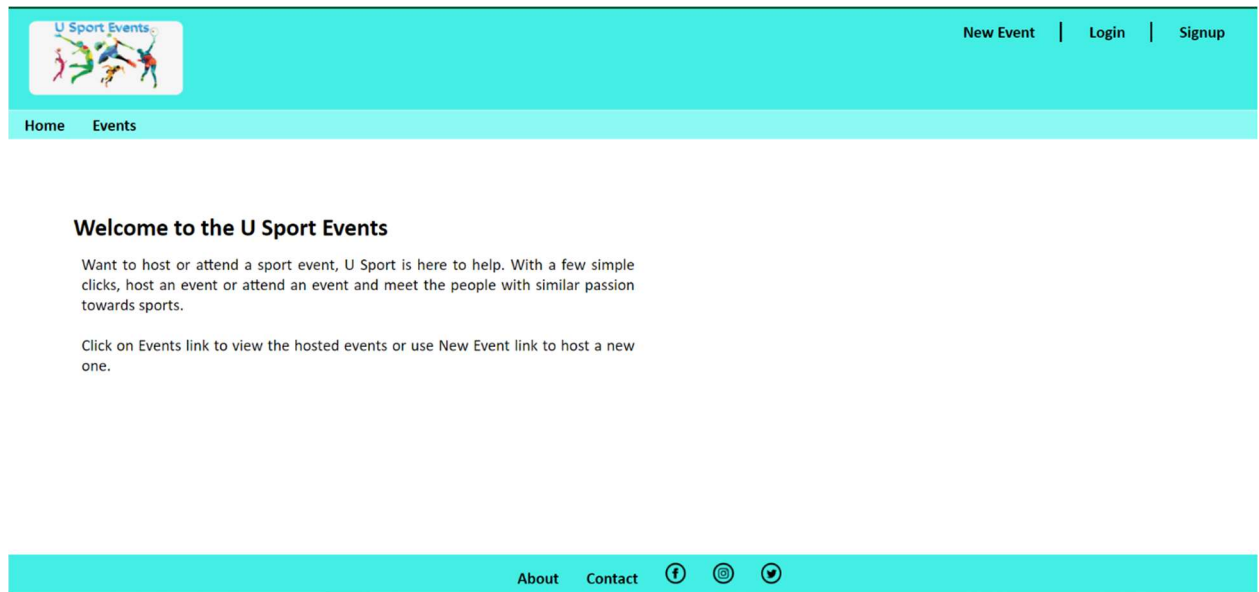 U Sport Events
New Event | Login | Signup
Home Events
Welcome to the U Sport Events
Want to host or attend a sport event, U Sport is here to help. With a few simple
clicks, host an event or attend an event and meet the people with similar passion
towards sports.
Click on Events link to view the hosted events or use New Event link to host a new
one.
About Contact